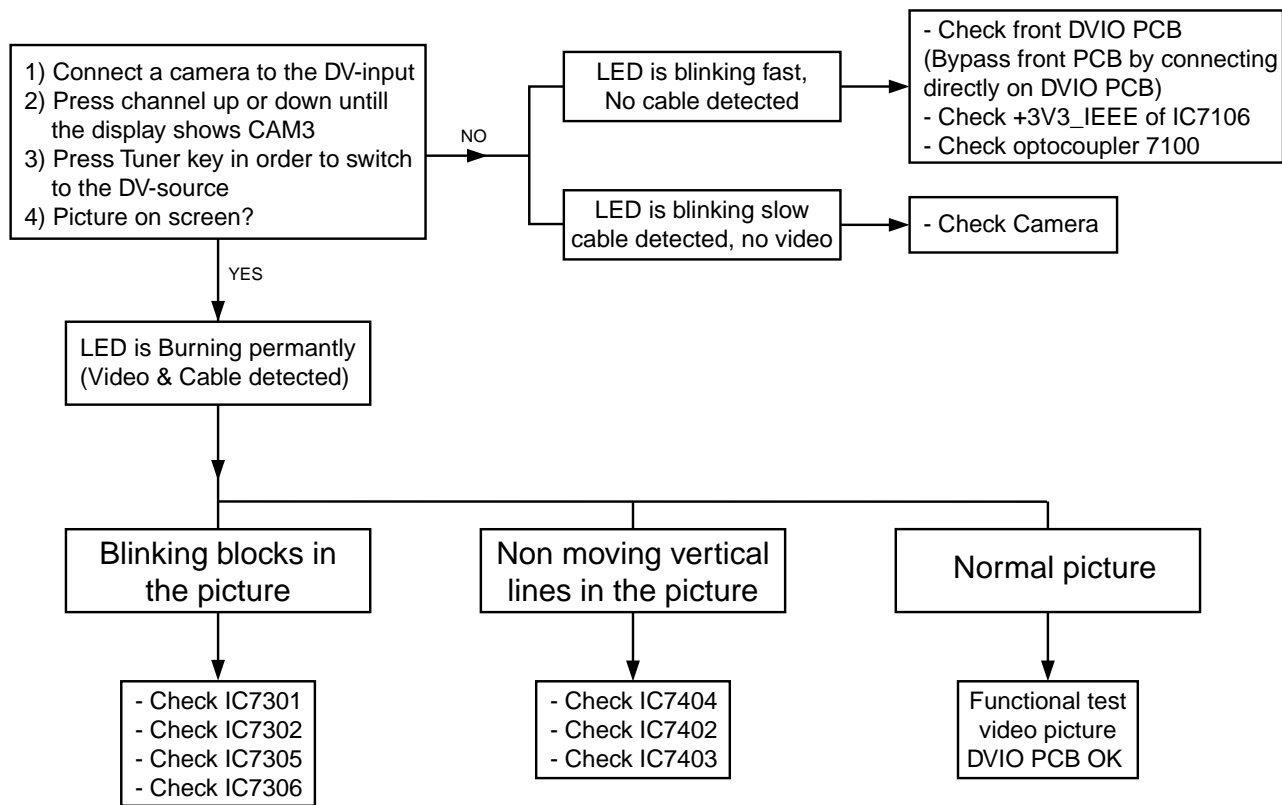 1) Connect a camera to the DV-input
2) Press channel up or down untill
the display shows CAM3
3) Press Tuner key in order to switch
to the DV-source
4) Picture on screen?
NO
LED is blinking fast,
No cable detected
- Check front DVIO PCB
(Bypass front PCB by connecting
directly on DVIO PCB)
- Check +3V3_IEEE of IC7106
- Check optocoupler 7100
LED is blinking slow
cable detected, no video
- Check Camera
YES
LED is Burning permantly
(Video & Cable detected)
Blinking blocks in
the picture
Non moving vertical
lines in the picture
Normal picture
- Check IC7301
- Check IC7302
- Check IC7305
- Check IC7306
- Check IC7404
- Check IC7402
- Check IC7403
Functional test
video picture
DVIO PCB OK